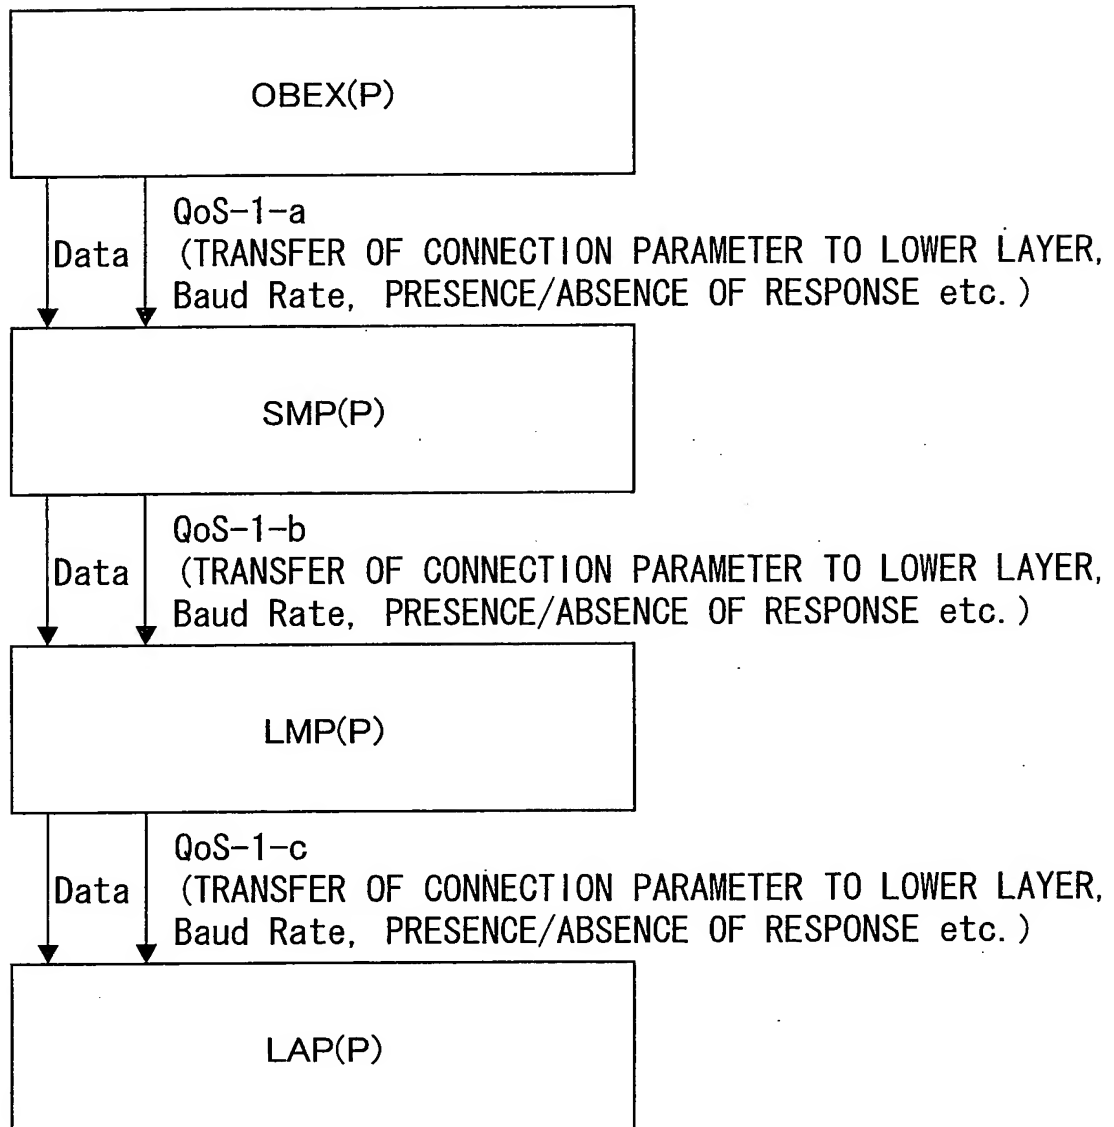 OBEX(P)
QoS-1-a
Data (TRANSFER OF CONNECTION PARAMETER TO LOWER LAYER,
Baud Rate, PRESENCE/ABSENCE OF RESPONSE etc.)
SMP(P)
QoS-1-b
Data (TRANSFER OF CONNECTION PARAMETER TO LOWER LAYER,
Baud Rate, PRESENCE/ABSENCE OF RESPONSE etc.)
LMP(P)
QoS-1-c
Data (TRANSFER OF CONNECTION PARAMETER TO LOWER LAYER,
Baud Rate, PRESENCE/ABSENCE OF RESPONSE etc.)
LAP(P)